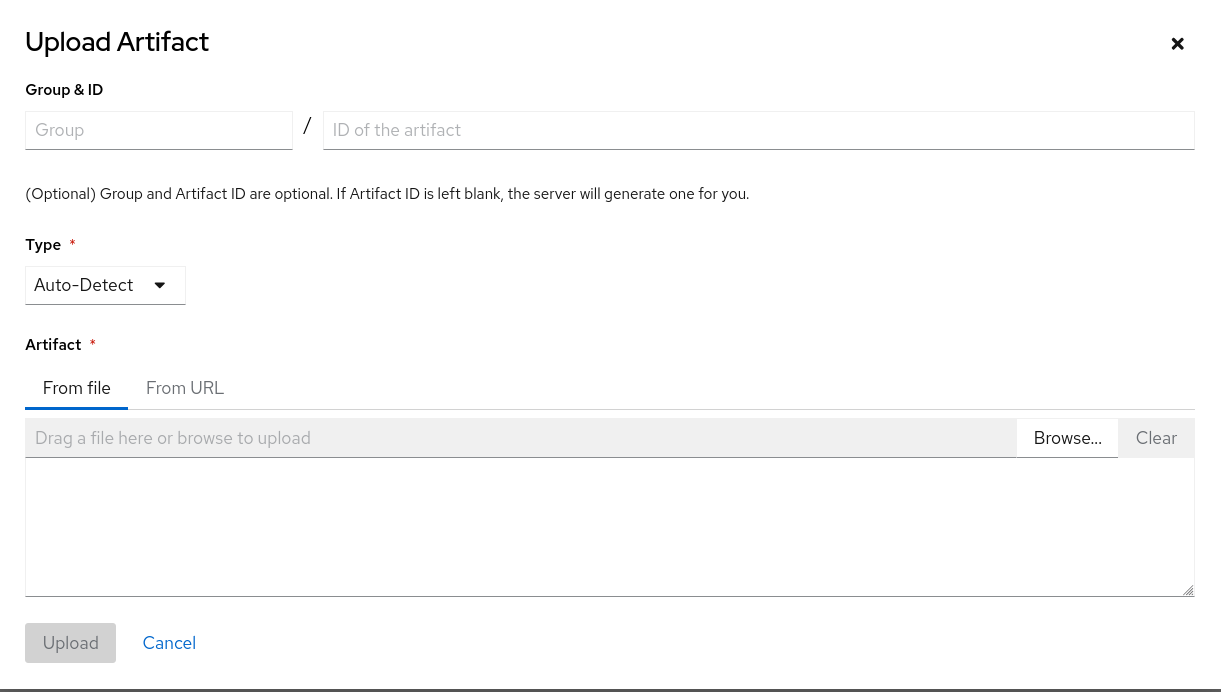 Upload Artifact
Group & ID
Group / ID of the artifact
(Optional) Group and Artifact ID are optional. If Artifact ID is left blank, the server will generate one for you.
Type *
Auto-Detect
Artifact *
From file From URL
Drag a file here or browse to upload Browse... Clear
Upload Cancel